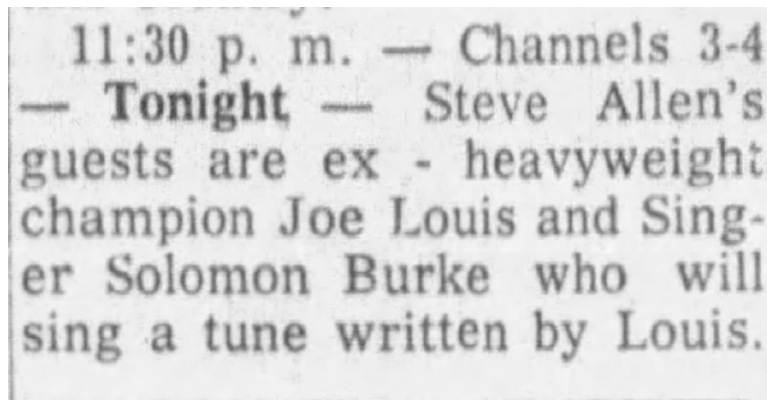 11:30 p. m. — Channels 3-4
— Tonight — Steve Allen's
guests are ex - heavyweight
champion Joe Louis and Sing-
er Solomon Burke who will
sing a tune written by Louis.